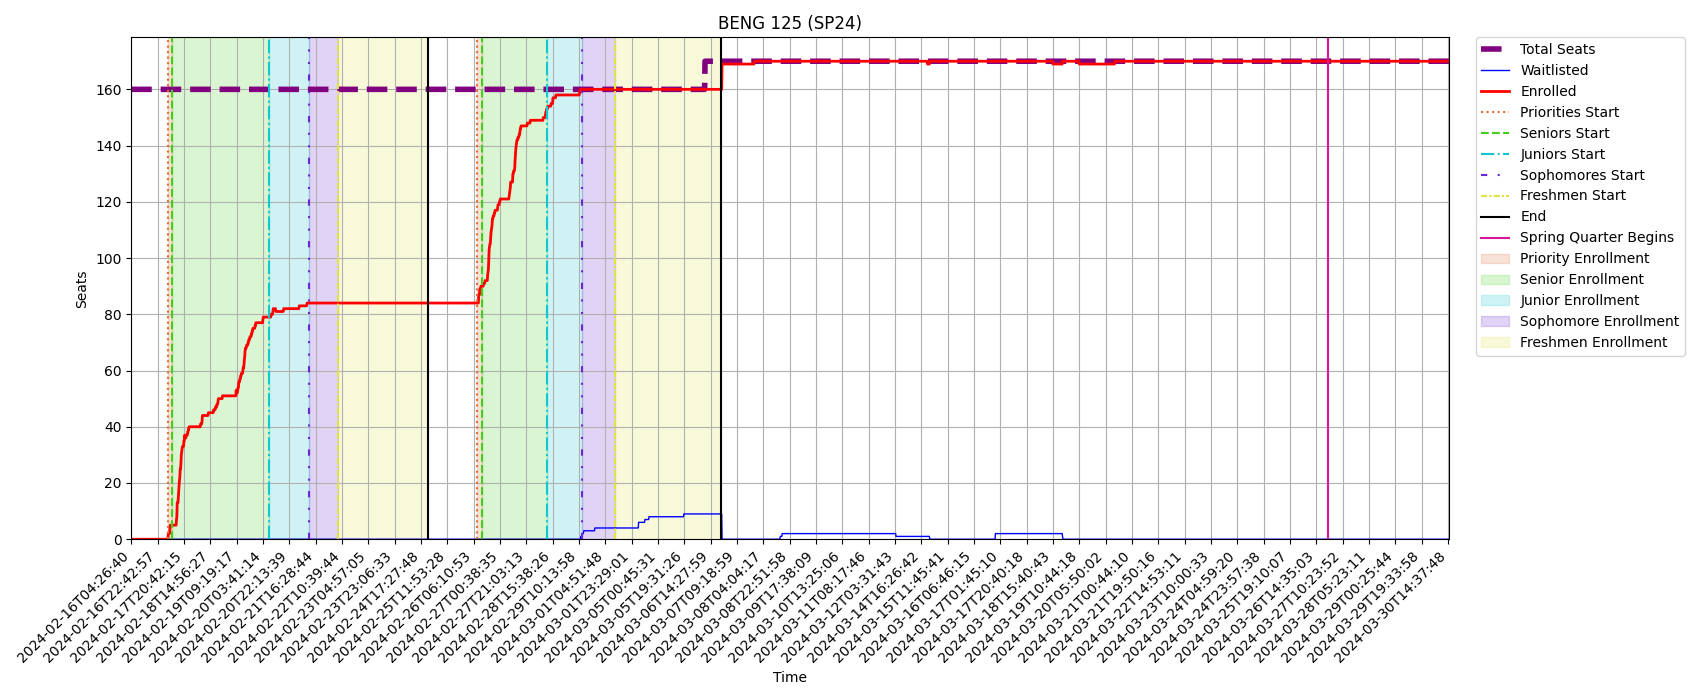 BENG 125 (SP24)
Seats
160
140
120
100
80
60
40
20
0
2024-02-16T04:26:40
2024-02-16T22:42:57
2024-02-17T20:42:15
2024-02-18T14:56:27
2024-02-19T09:19:17
2024-02-20T03:41:14
2024-02-20T22:13:39
2024-02-21T16:28:44
2024-02-22T10:39:44
2024-02-23T04:57:05
2024-02-23T23:06:33
2024-02-24T17:27:48
2024-02-25T11:53:28
2024-02-26T06:10:53
2024-02-27T00:38:35
2024-02-27T21:03:13
2024-02-28T15:38:26
2024-02-29T10:13:58
2024-03-01T04:51:48
2024-03-01T23:29:01
2024-03-05T00:45:31
2024-03-05T19:31:26
2024-03-06T14:27:59
2024-03-07T09:18:59
2024-03-08T04:04:17
2024-03-08T22:51:58
2024-03-09T17:38:09
2024-03-10T13:25:06
2024-03-11T08:17:46
2024-03-12T03:31:43
2024-03-14T16:26:42
2024-03-15T11:45:41
2024-03-16T06:46:15
2024-03-17T01:45:10
2024-03-17T20:40:18
2024-03-18T15:40:43
2024-03-19T10:44:18
2024-03-20T05:50:02
2024-03-21T00:44:10
2024-03-21T19:50:16
2024-03-22T14:53:11
2024-03-23T10:00:33
2024-03-24T04:59:20
2024-03-24T23:57:38
2024-03-25T19:10:07
2024-03-26T14:35:03
2024-03-27T10:23:52
2024-03-28T05:23:11
2024-03-29T00:25:44
2024-03-29T19:33:58
2024-03-30T14:37:48
Time
Total Seats
Waitlisted
Enrolled
Priorities Start
Seniors Start
Juniors Start
Sophomores Start
Freshmen Start
End
Spring Quarter Begins
Priority Enrollment
Senior Enrollment
Junior Enrollment
Sophomore Enrollment
Freshmen Enrollment